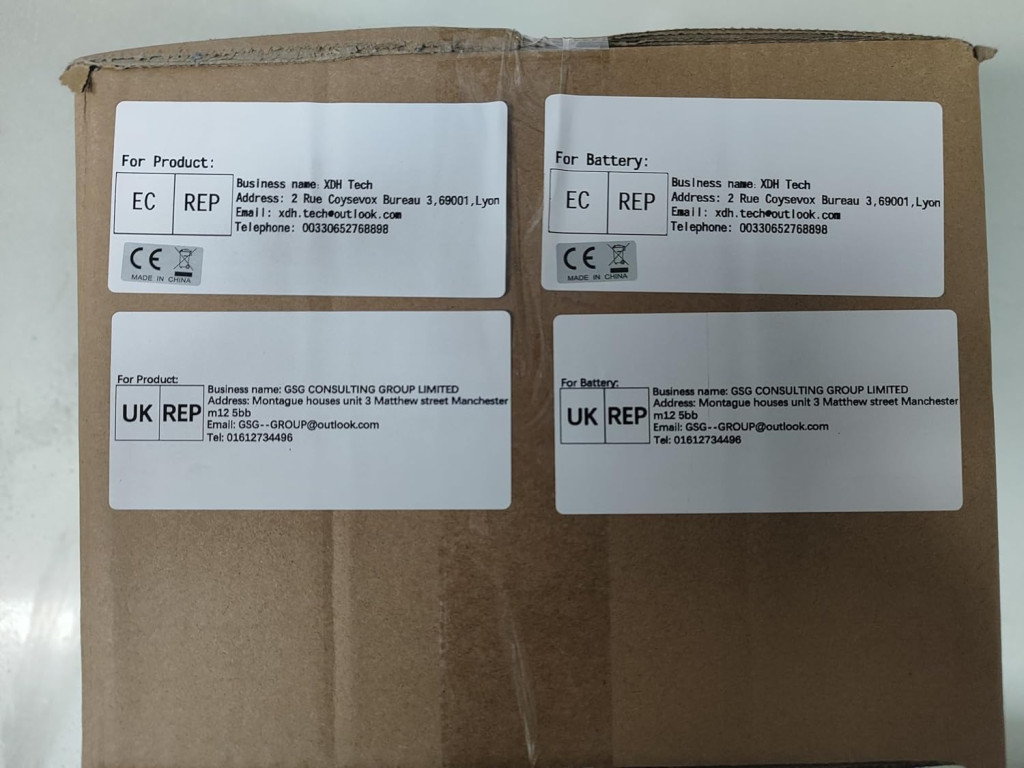 For Product:
EC REP
Business name: XDH Tech
Address: 2 Rue Coysevox Bureau 3,69001,Lyon
Email: xdh.tech@outlook.com
Telephone: 00330652768898
CE
MADE IN CHINA
For Battery:
EC REP
Business name: XDH Tech
Address: 2 Rue Coysevox Bureau 3,69001,Lyon
Email: xdh.tech@outlook.com
Telephone: 00330652768898
CE
MADE IN CHINA
For Product:
UK REP
Business name: GSG CONSULTING GROUP LIMITED
Address: Montague houses unit 3 Matthew street Manchester
m12 5bb
Email: GSG--GROUP@outlook.com
Tel: 01612734496
For Battery:
UK REP
Business name: GSG CONSULTING GROUP LIMITED
Address: Montague houses unit 3 Matthew street Manchester
m12 5bb
Email: GSG--GROUP@outlook.com
Tel: 01612734496